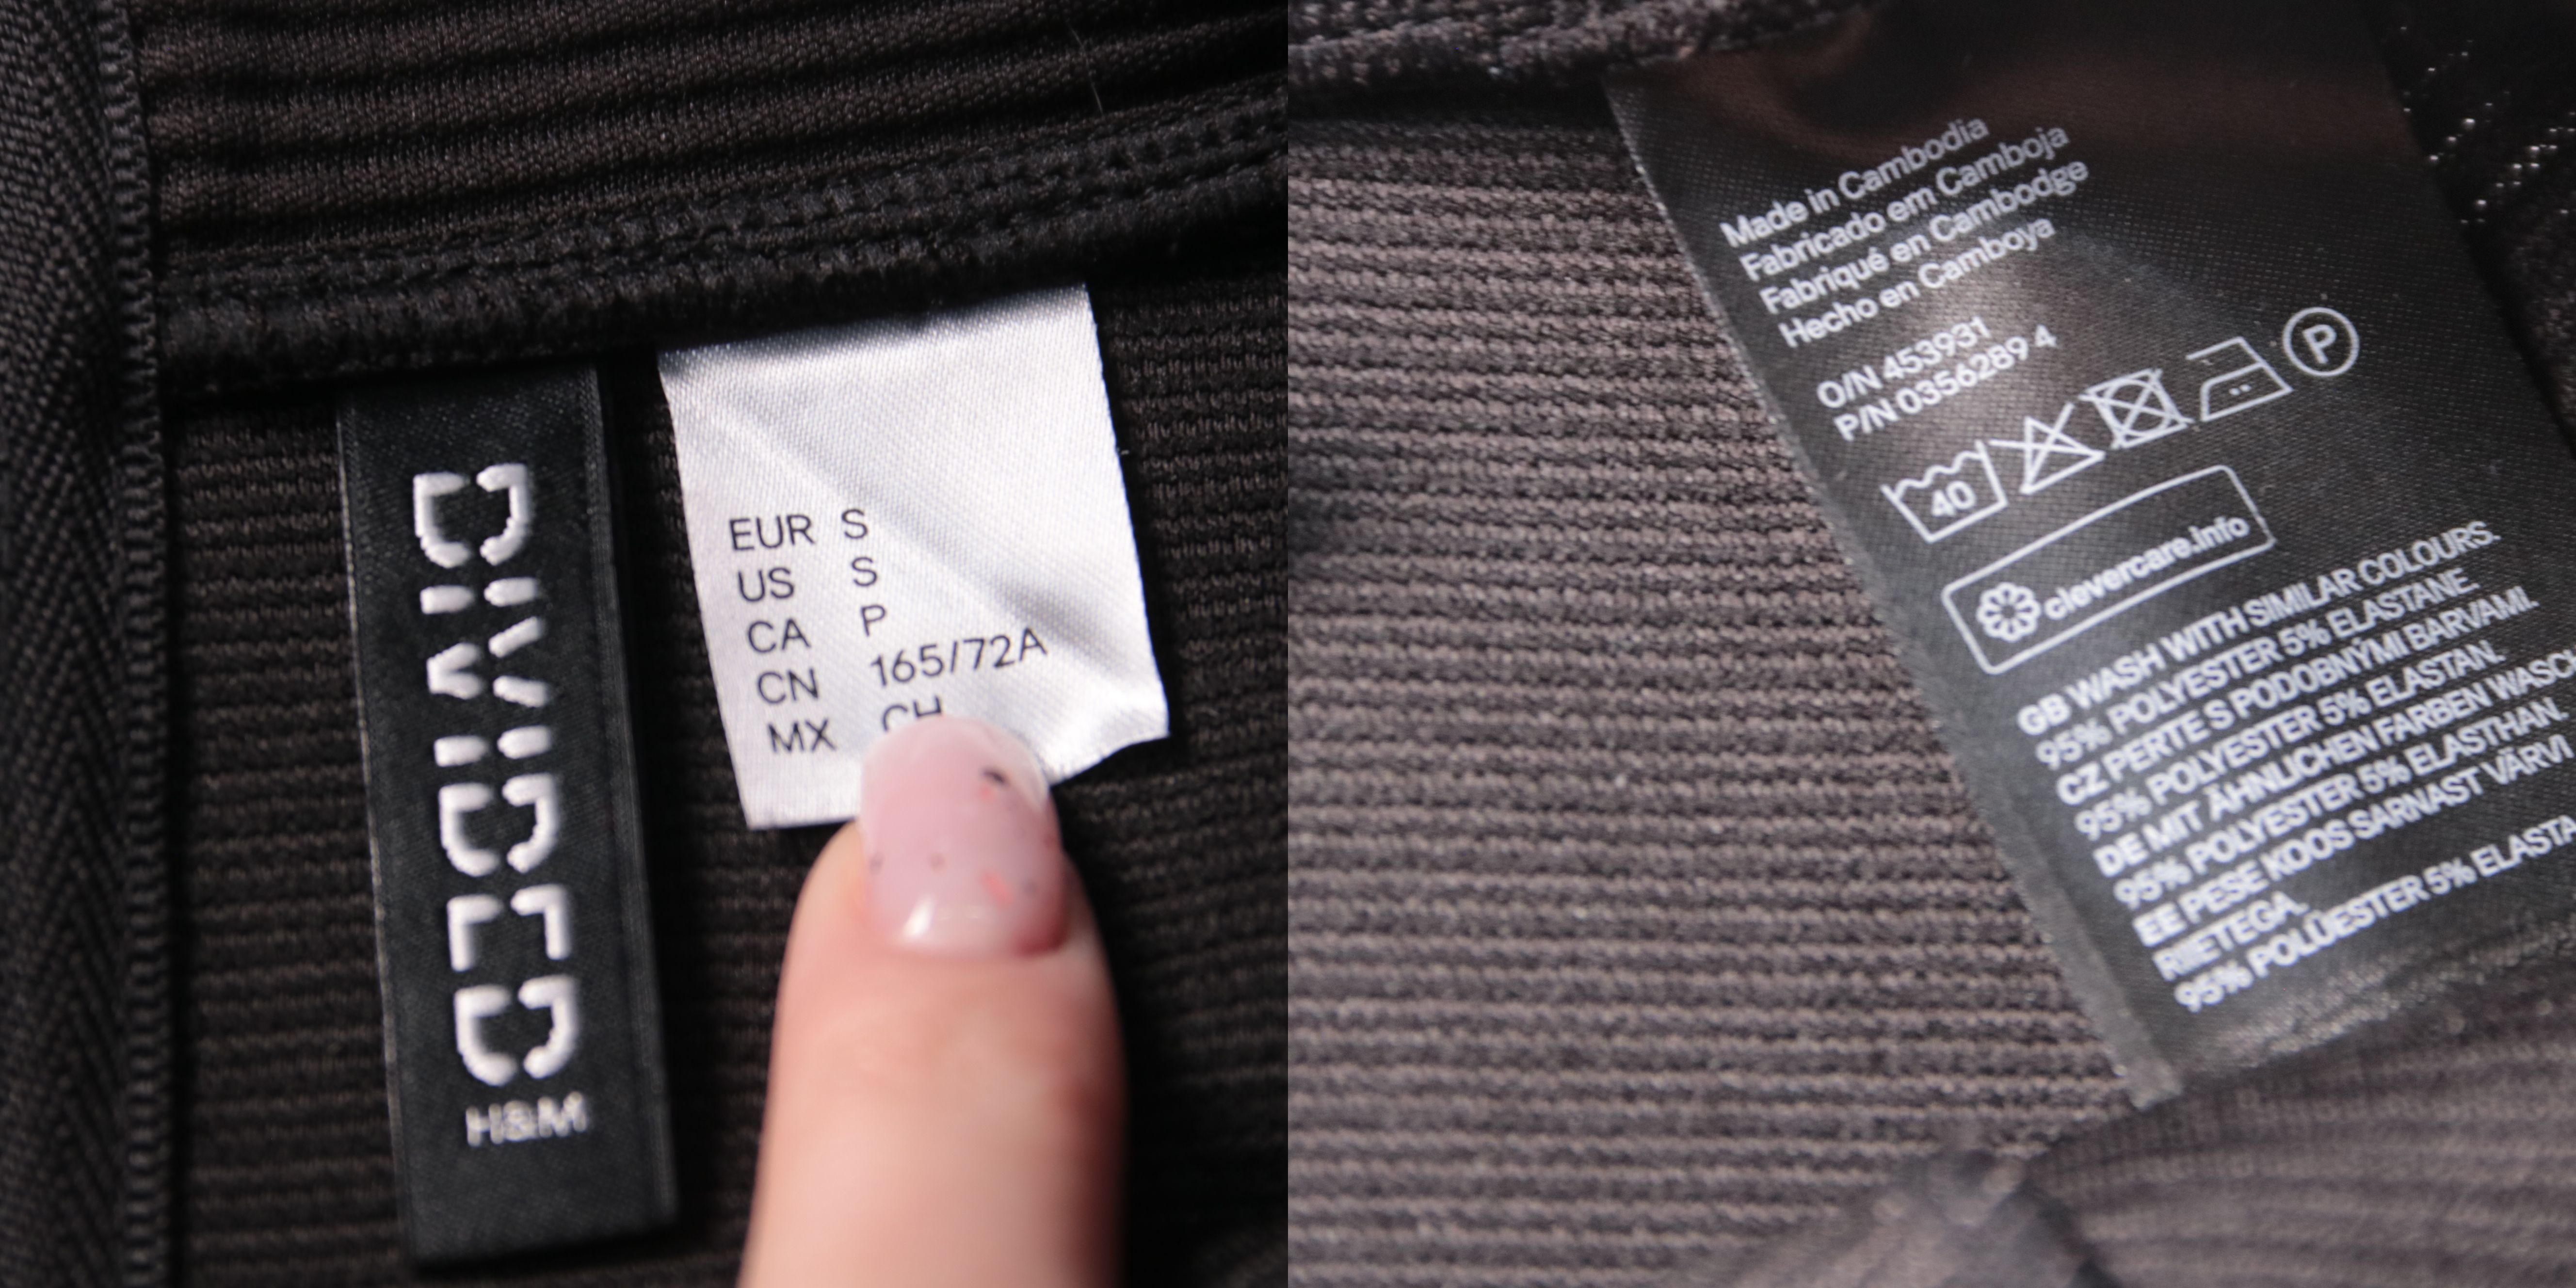 DIVIDED
H&M
EUR S
US S
CA P
CN 165/72A
MX CH
Made in Cambodia
Fabricado em Camboja
Fabriqué en Cambodge
Hecho en Camboya
O/N 453931
P/N 0356289 4
40
P
clevercare.info
GB WASH WITH SIMILAR COLOURS.
95% POLYESTER 5% ELASTANE.
CZ PERTE S PODOBNÝMI BARVAMI.
95% POLYESTER 5% ELASTAN.
DE MIT ÄHNLICHEN FARBEN
95% POLYESTER 5% ELASTHAN.
EE PESE KOOS SARNAST VÄRVI
RIETEGA.
95% POLÜESTER 5%